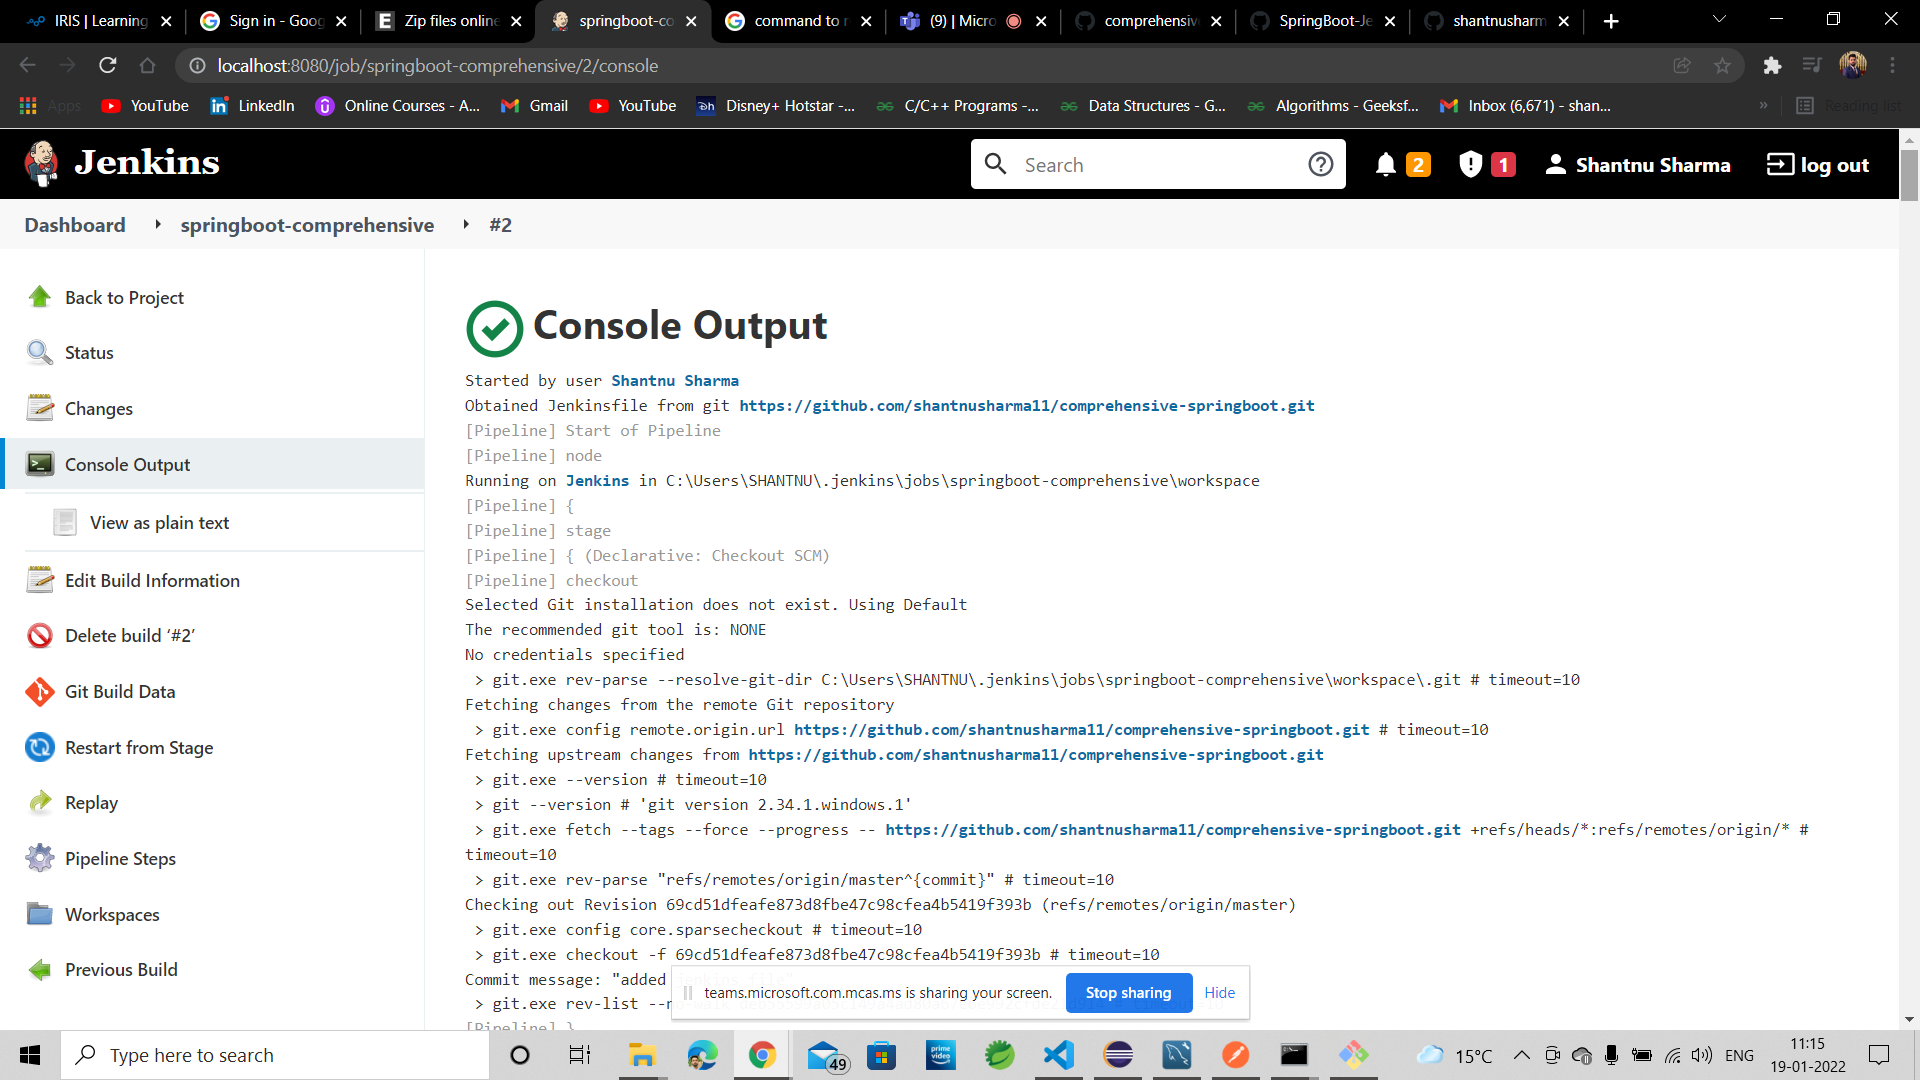 IRIS | Learning
Sign in - Goog
Zip files online
springboot-co
command to r
(9) | Micro
comprehensiv
SpringBoot-Je
shantnusharm
localhost:8080/job/springboot-comprehensive/2/console
Apps
YouTube
LinkedIn
Online Courses - A...
Gmail
YouTube
Disney+ Hotstar -...
C/C++ Programs -...
Data Structures - G...
Algorithms - Geeksf...
Inbox (6,671) - shan...
»
Reading list
Jenkins
Search
2
1
Shantnu Sharma
log out
Dashboard
springboot-comprehensive
#2
Back to Project
Status
Changes
Console Output
View as plain text
Edit Build Information
Delete build ‘#2’
Git Build Data
Restart from Stage
Replay
Pipeline Steps
Workspaces
Previous Build
Console Output
Started by user Shantnu Sharma
Obtained Jenkinsfile from git https://github.com/shantnusharma11/comprehensive-springboot.git
[Pipeline] Start of Pipeline
[Pipeline] node
Running on Jenkins in C:\Users\SHANTNU\.jenkins\jobs\springboot-comprehensive\workspace
[Pipeline] {
[Pipeline] stage
[Pipeline] { (Declarative: Checkout SCM)
[Pipeline] checkout
Selected Git installation does not exist. Using Default
The recommended git tool is: NONE
No credentials specified
> git.exe rev-parse --resolve-git-dir C:\Users\SHANTNU\.jenkins\jobs\springboot-comprehensive\workspace\.git # timeout=10
Fetching changes from the remote Git repository
> git.exe config remote.origin.url https://github.com/shantnusharma11/comprehensive-springboot.git # timeout=10
Fetching upstream changes from https://github.com/shantnusharma11/comprehensive-springboot.git
> git.exe --version # timeout=10
> git --version # 'git version 2.34.1.windows.1'
> git.exe fetch --tags --force --progress -- https://github.com/shantnusharma11/comprehensive-springboot.git +refs/heads/*:refs/remotes/origin/* #
timeout=10
> git.exe rev-parse "refs/remotes/origin/master^{commit}" # timeout=10
Checking out Revision 69cd51dfeafe873d8fbe47c98cfea4b5419f393b (refs/remotes/origin/master)
> git.exe config core.sparsecheckout # timeout=10
> git.exe checkout -f 69cd51dfeafe873d8fbe47c98cfea4b5419f393b # timeout=10
Commit message: "added
> git.exe rev-list --n
[Pipeline] }
teams.microsoft.com.mcas.ms is sharing your screen.
Stop sharing
Hide
Type here to search
49
prime video
15°C
ENG
11:15
19-01-2022